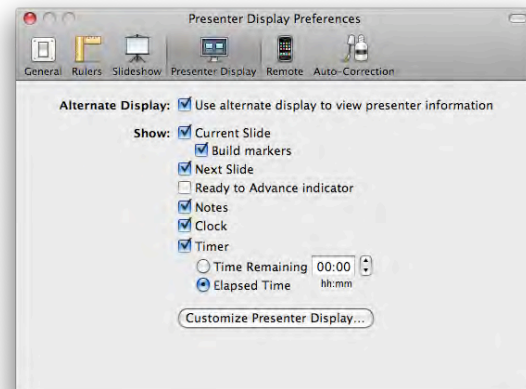 Presenter Display Preferences
General Rulers Slideshow Presenter Display Remote Auto-Correction
Alternate Display: Use alternate display to view presenter information
Show: Current Slide
Build markers
Next Slide
Ready to Advance indicator
Notes
Clock
Timer
Time Remaining 00:00
Elapsed Time hh:mm
Customize Presenter Display...